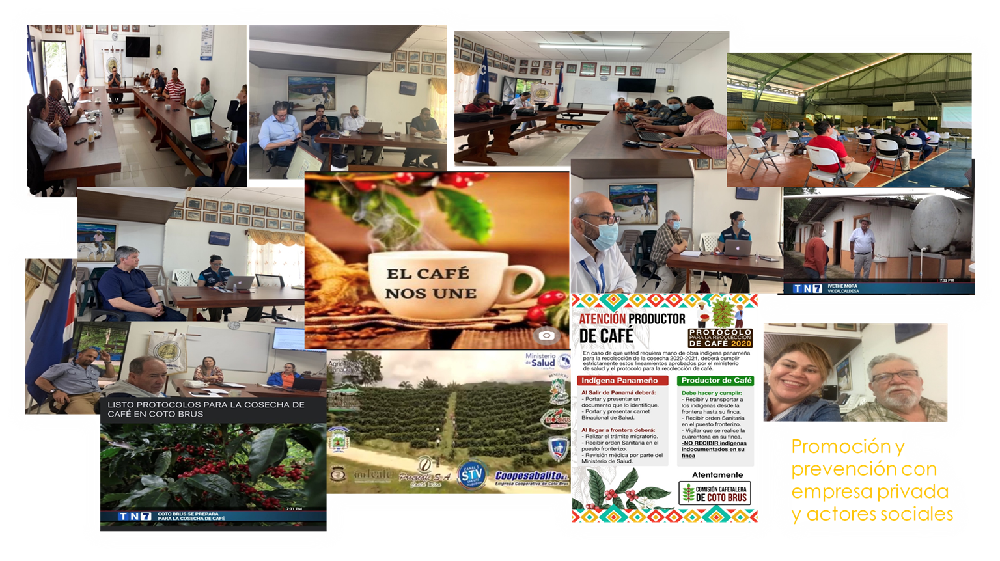 EL CAFÉ
NOS UNE
TN7
IVETHE MORA
VICEALCALDESA
7:32 PM
LISTO PROTOCOLOS PARA LA COSECHA DE
CAFÉ EN COTO BRUS
7:31 PM
TN7
COTO BRUS SE PREPARA
PARA LA COSECHA DE CAFÉ
Ministerio
de Salud
BENEFICIO
RIO BRUS
Procafé S.A.
Costa Rica
CANAL 5
STV
Coopesabalito R.L.
Empresa Cooperativa de Coto Brus
ATENCIÓN PRODUCTOR
DE CAFÉ
PROTOCOLO
PARA LA RECOLECCIÓN
DE CAFÉ 2020
En caso de que usted requiera mano de obra indígena panameña
para la recolección de la cosecha 2020-2021, deberá cumplir
estrictamente estos lineamientos aprobados por el ministerio
de salud y el protocolo para la recolección de café.
Indígena Panameño
Al Salir de Panamá deberá:
- Portar y presentar un
documento que lo identifique.
- Portar y presentar carnet
Binacional de Salud.
Al llegar a frontera deberá:
- Relizar el trámite migratorio.
- Recibir orden Sanitaria en el
puesto fronterizo.
- Revisión médica por parte del
Ministerio de Salud.
Productor de Café
Debe hacer y cumplir:
- Recibir y transportar a
los indigenas desde la
frontera hasta su finca.
- Recibir orden Sanitaria
en el puesto fronterizo.
- Vigilar que se realice la
cuarentena en su finca.
-NO RECIBIR indígenas
indocumentados en su
finca
Atentamente
COMISIÓN CAFETALERA
DE COTO BRUS
Promoción y
prevención con
empresa privada
y actores sociales